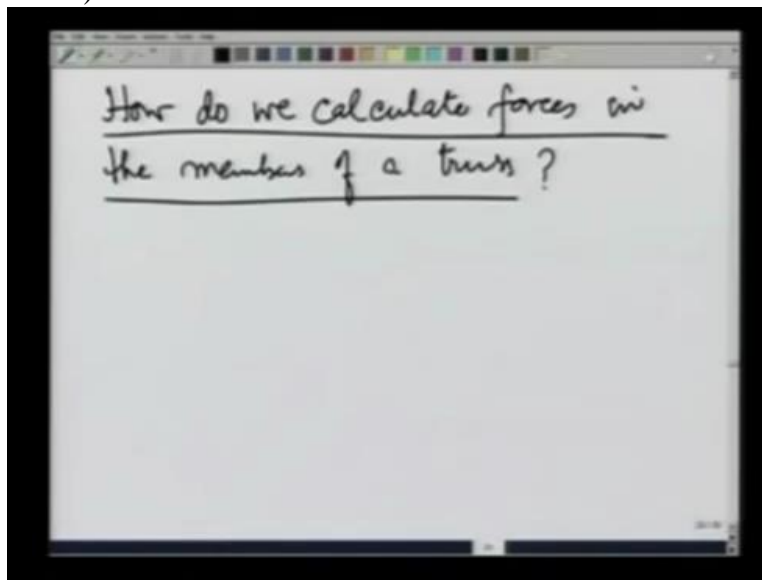 How do we calculate forces in
the members of a truss?